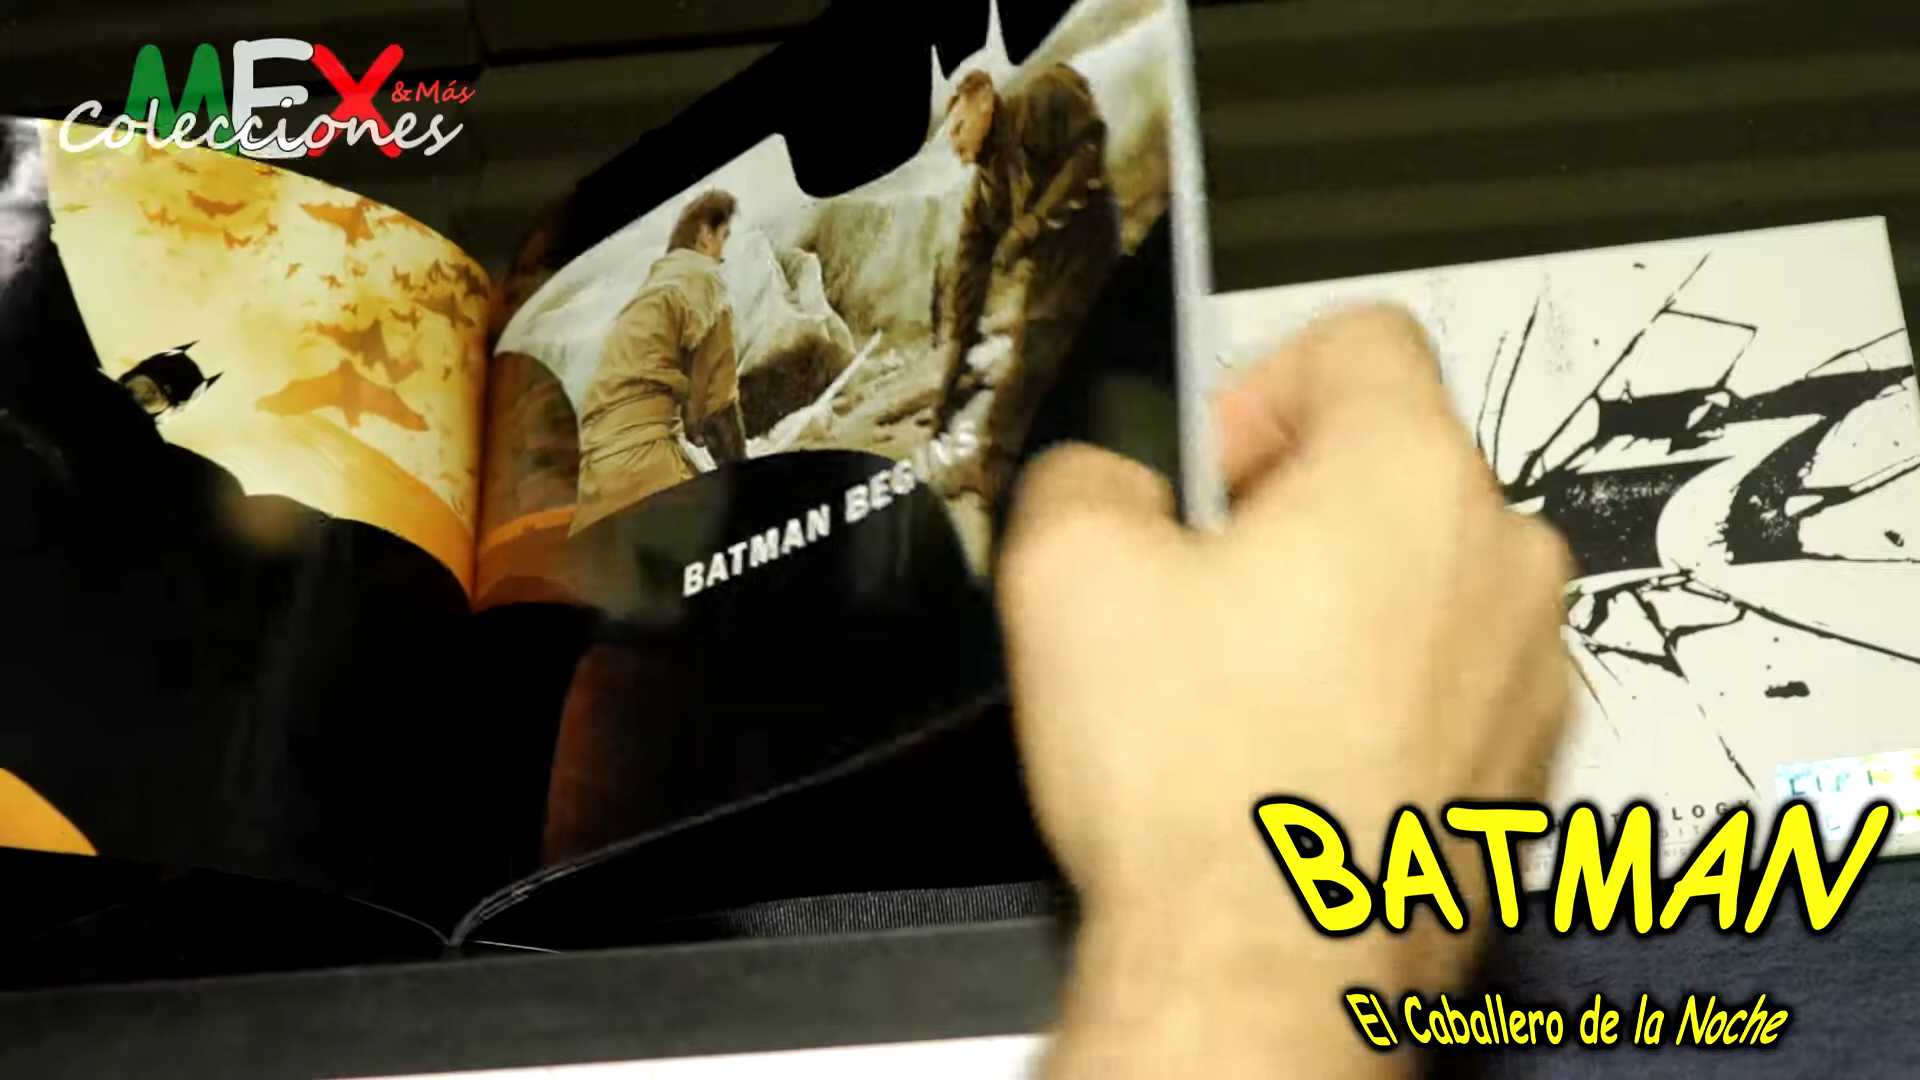 MEX
&Más
Colecciones
BATMAN BEGINS
BATMAN
El Caballero de la Noche